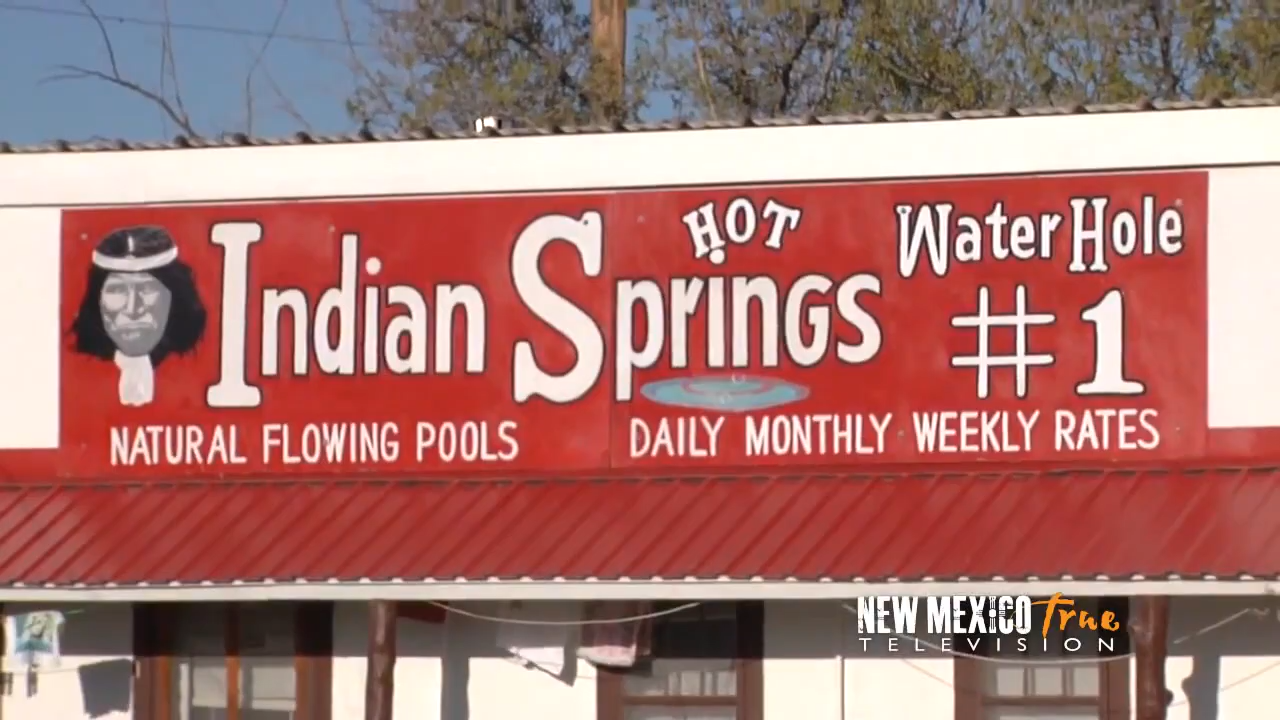 HOT
Indian Springs
Water Hole
#1
NATURAL FLOWING POOLS
DAILY MONTHLY WEEKLY RATES
NEW MEXICO True
TELEVISION